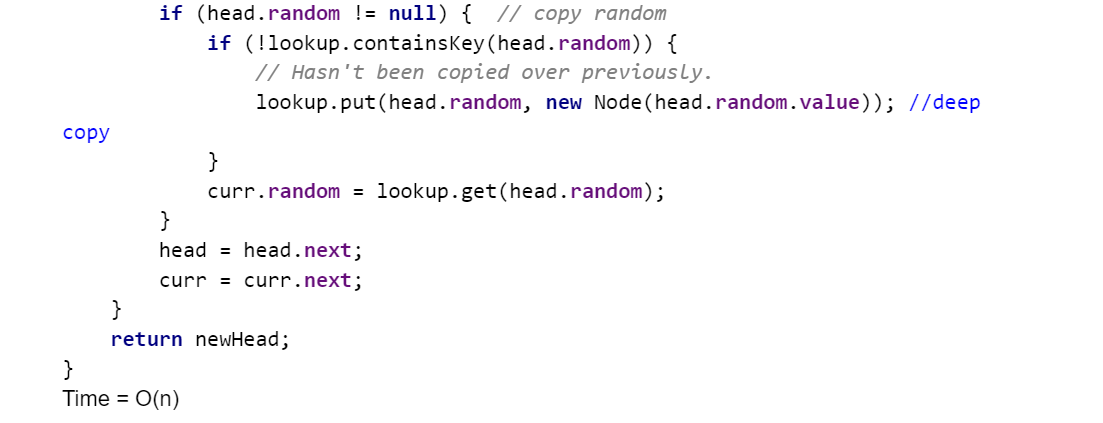 if (head.random != null) {  // copy random
if (!lookup.containsKey(head.random)) {
// Hasn't been copied over previously.
lookup.put(head.random, new Node(head.random.value)); //deep
copy
}
curr.random = lookup.get(head.random);
}
head = head.next;
curr = curr.next;
}
return newHead;
}
Time = O(n)